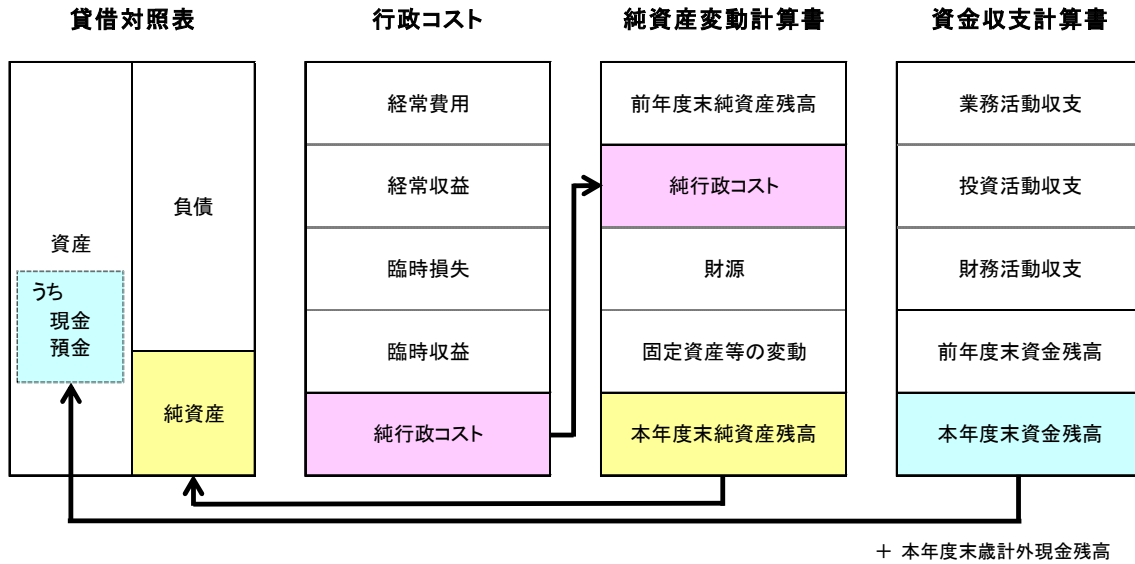 貸借対照表
資産
うち
現金
預金
負債
純資産
行政コスト
経常費用
経常収益
臨時損失
臨時収益
純行政コスト
純資産変動計算書
前年度末純資産残高
純行政コスト
財源
固定資産等の変動
本年度末純資産残高
資金収支計算書
業務活動収支
投資活動収支
財務活動収支
前年度末資金残高
本年度末資金残高
＋ 本年度末歳計外現金残高